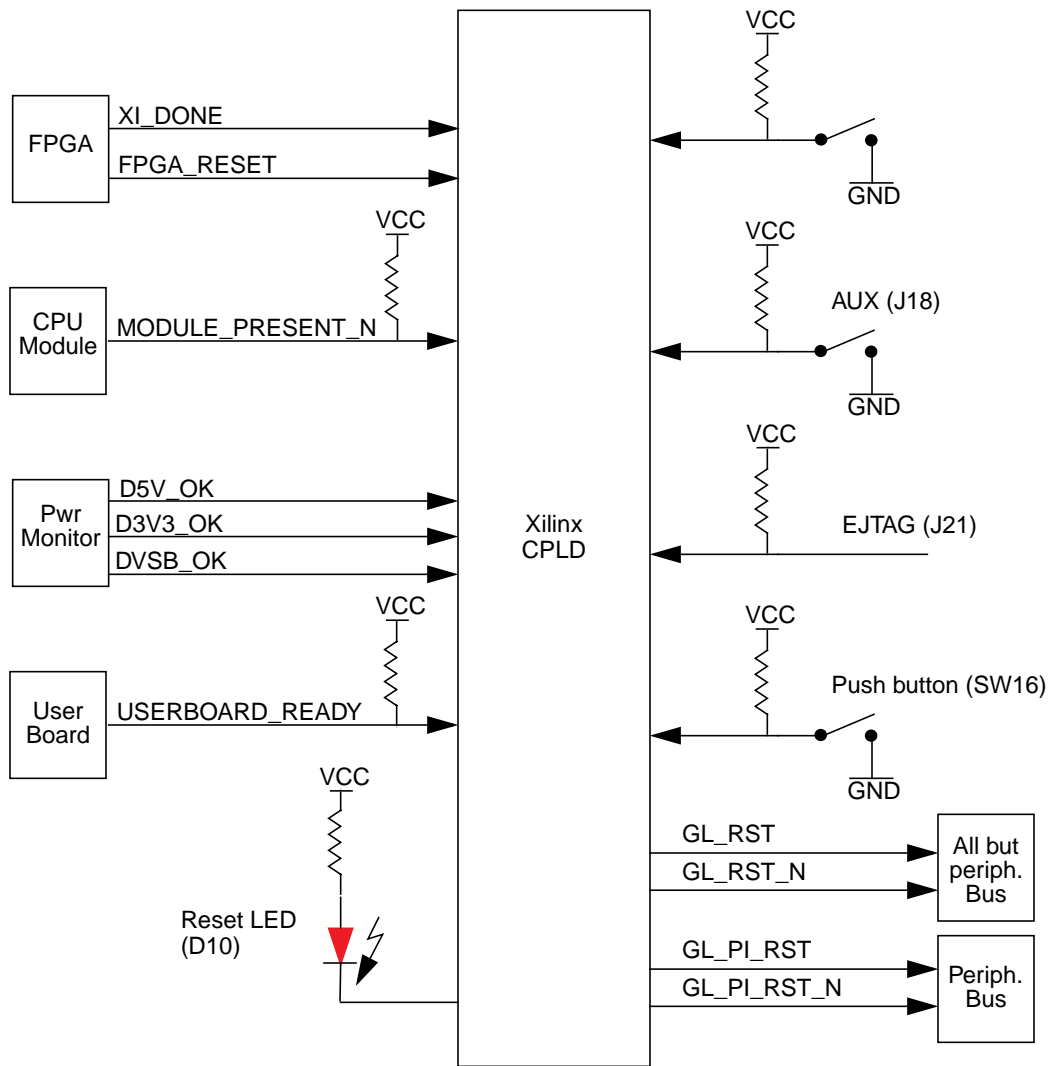 VCC
XI_DONE
FPGA
FPGA_RESET
GND
VCC
VCC
AUX (J18)
CPU
Module
MODULE_PRESENT_N
GND
VCC
D5V_OK
Pwr
Monitor
D3V3_OK
DVSB_OK
Xilinx
CPLD
EJTAG (J21)
VCC
VCC
User
Board
USERBOARD_READY
Push button (SW16)
GND
VCC
Reset LED
(D10)
GL_RST
GL_RST_N
All but
periph.
Bus
GL_PI_RST
GL_PI_RST_N
Periph.
Bus